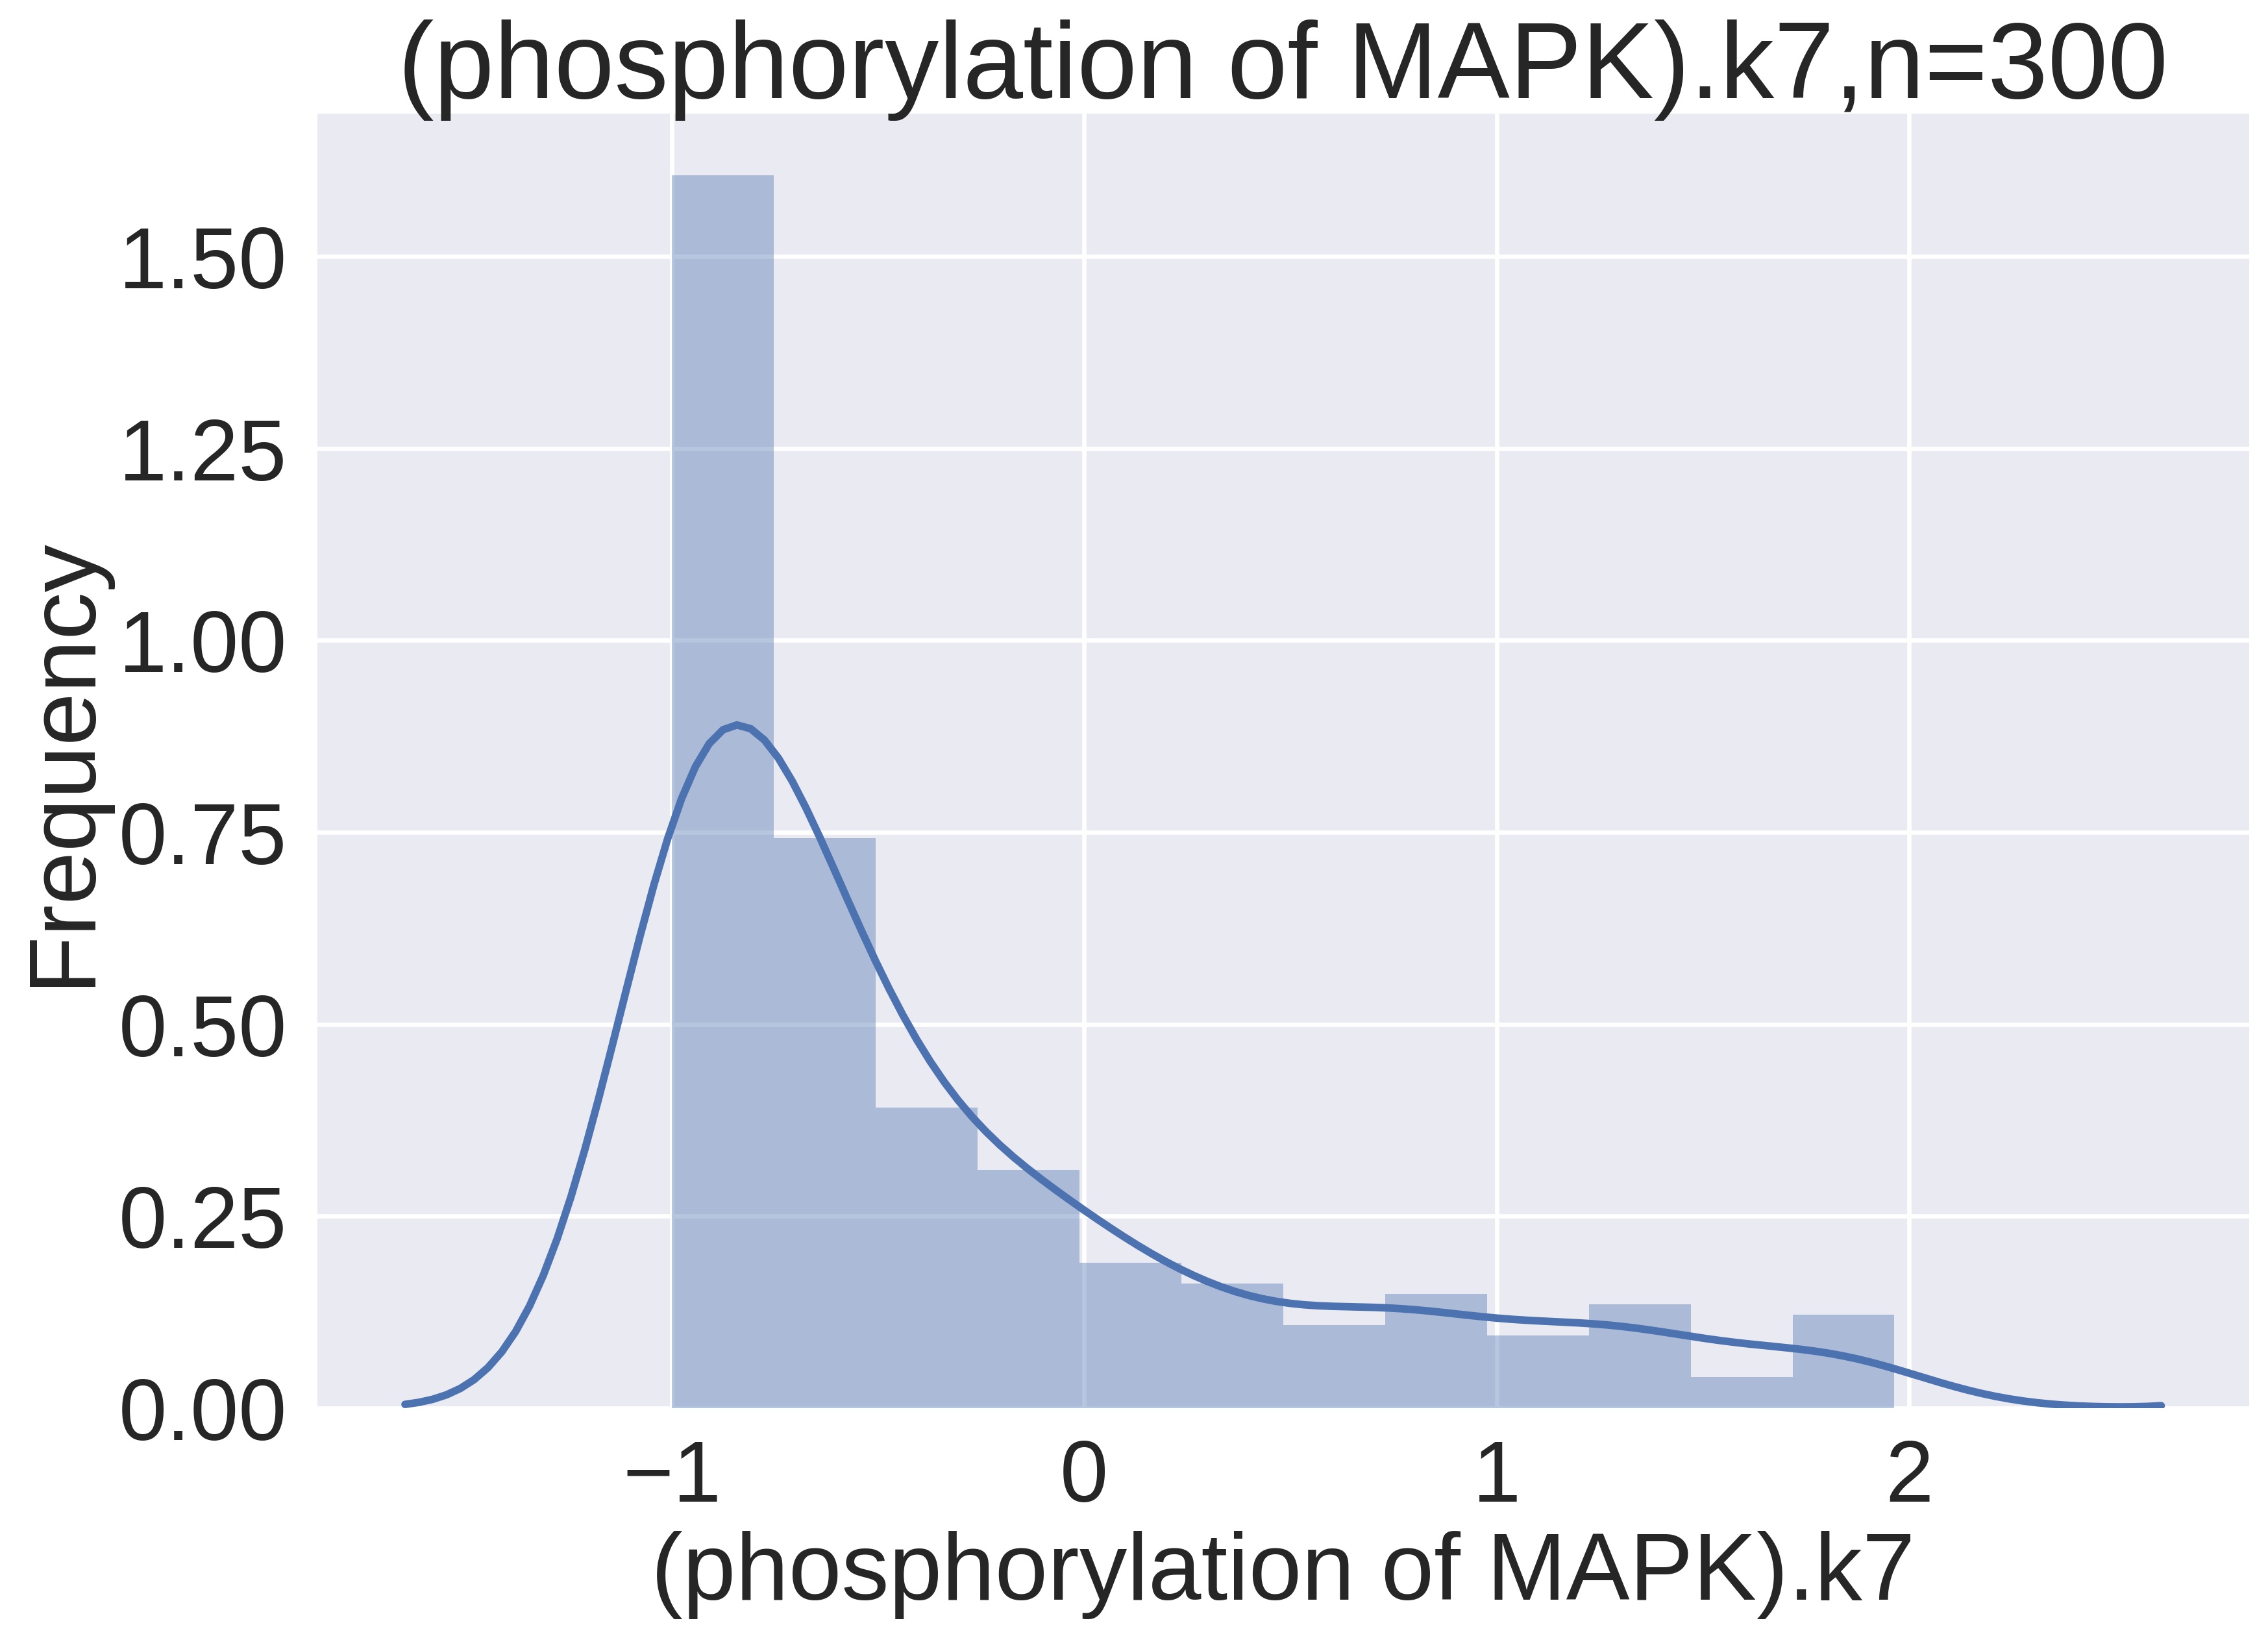 (phosphorylation of MAPK).k7,n=300
1.50
1.25
1.00
0.75
0.50
0.25
0.00
Frequency
−1 0 1 2
(phosphorylation of MAPK).k7